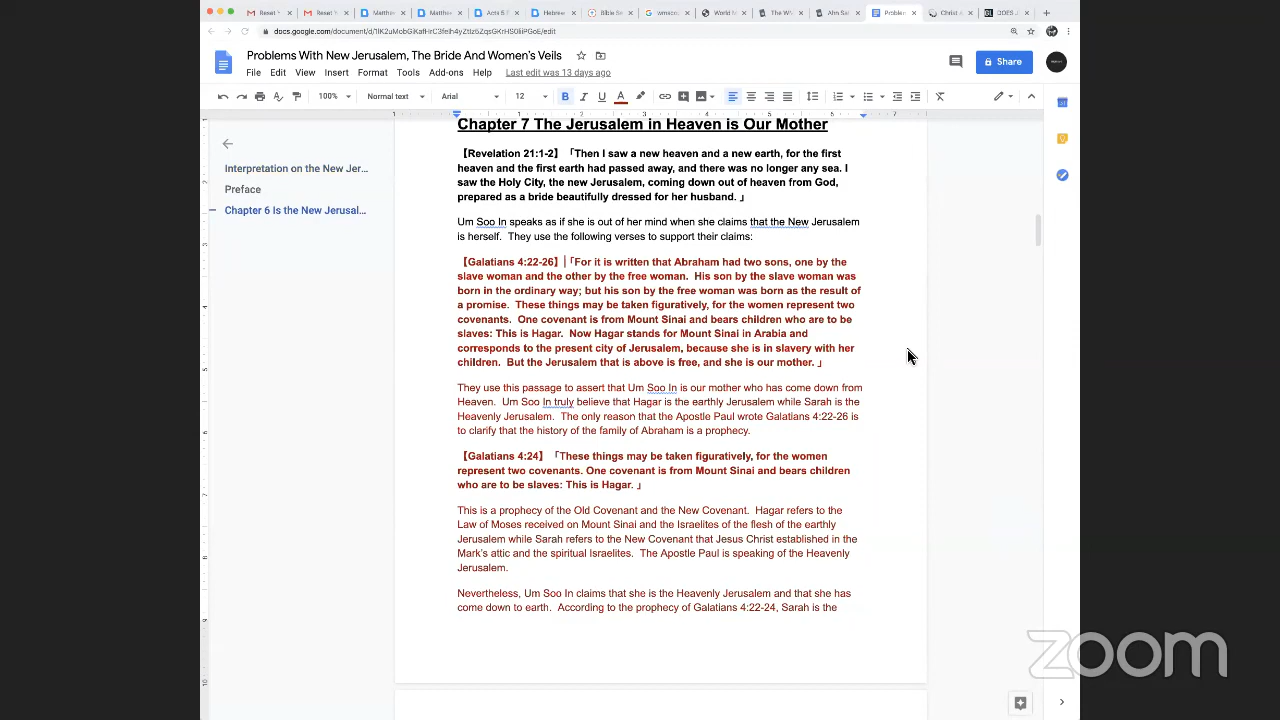 Reset Y
Reset Y
Matthe
Matthe
Acts 5:
Hebrew
Bible Se
wmscou
World M
The W
Ahn Sa
Problem
Christ a
DOES J
Problems With New Jerusalem, The Bride And Women's Veils
File Edit View Insert Format Tools Add-ons Help Last edit was 13 days ago
Share
100% Normal text Arial 12
Chapter 7 The Jerusalem in Heaven is Our Mother
Interpretation on the New Jer...
Preface
Chapter 6 Is the New Jerusal...
【Revelation 21:1-2】「Then I saw a new heaven and a new earth, for the first
heaven and the first earth had passed away, and there was no longer any sea. I
saw the Holy City, the new Jerusalem, coming down out of heaven from God,
prepared as a bride beautifully dressed for her husband. 」
Um Soo In speaks as if she is out of her mind when she claims that the New Jerusalem
is herself. They use the following verses to support their claims:
【Galatians 4:22-26】「For it is written that Abraham had two sons, one by the
slave woman and the other by the free woman. His son by the slave woman was
born in the ordinary way; but his son by the free woman was born as the result of
a promise. These things may be taken figuratively, for the women represent two
covenants. One covenant is from Mount Sinai and bears children who are to be
slaves: This is Hagar. Now Hagar stands for Mount Sinai in Arabia and
corresponds to the present city of Jerusalem, because she is in slavery with her
children. But the Jerusalem that is above is free, and she is our mother. 」
They use this passage to assert that Um Soo In is our mother who has come down from
Heaven. Um Soo In truly believe that Hagar is the earthly Jerusalem while Sarah is the
Heavenly Jerusalem. The only reason that the Apostle Paul wrote Galatians 4:22-26 is
to clarify that the history of the family of Abraham is a prophecy.
【Galatians 4:24】「These things may be taken figuratively, for the women
represent two covenants. One covenant is from Mount Sinai and bears children
who are to be slaves: This is Hagar. 」
This is a prophecy of the Old Covenant and the New Covenant. Hagar refers to the
Law of Moses received on Mount Sinai and the Israelites of the flesh of the earthly
Jerusalem while Sarah refers to the New Covenant that Jesus Christ established in the
Mark's attic and the spiritual Israelites. The Apostle Paul is speaking of the Heavenly
Jerusalem.
Nevertheless, Um Soo In claims that she is the Heavenly Jerusalem and that she has
come down to earth. According to the prophecy of Galatians 4:22-24, Sarah is the
zoom